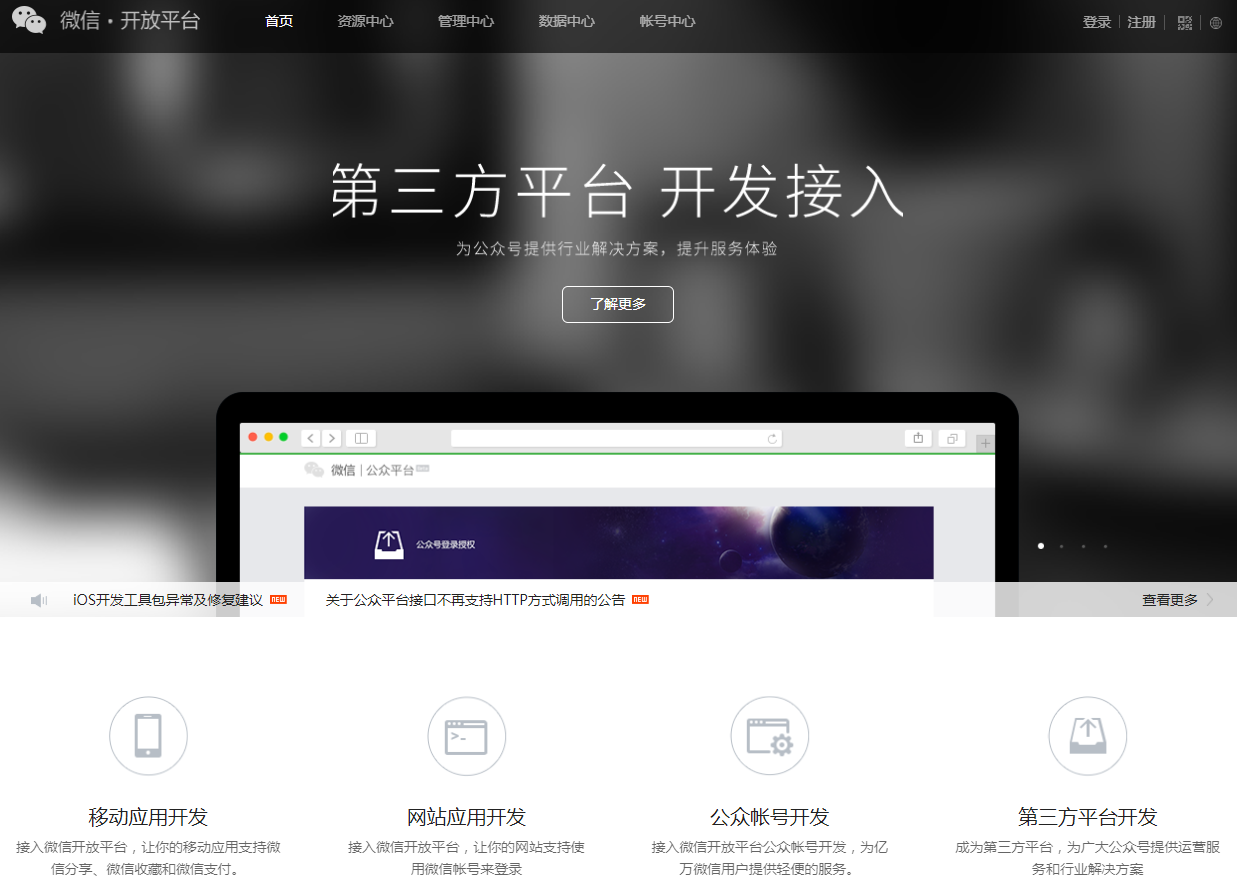 微信・开放平台
首页
资源中心
管理中心
数据中心
帐号中心
登录
注册
第三方平台 开发接入
为公众号提供行业解决方案，提升服务体验
了解更多
微信 | 公众平台
公众号登录授权
iOS开发工具包异常及修复建议 NEW
关于公众平台接口不再支持HTTP方式调用的公告 NEW
查看更多
移动应用开发
接入微信开放平台，让你的移动应用支持微
信分享、微信收藏和微信支付。
网站应用开发
接入微信开放平台，让你的网站支持使
用微信帐号来登录
公众帐号开发
接入微信开放平台公众帐号开发，为亿
万微信用户提供轻便的服务。
第三方平台开发
成为第三方平台，为广大公众号提供运营服
务和行业解决方案